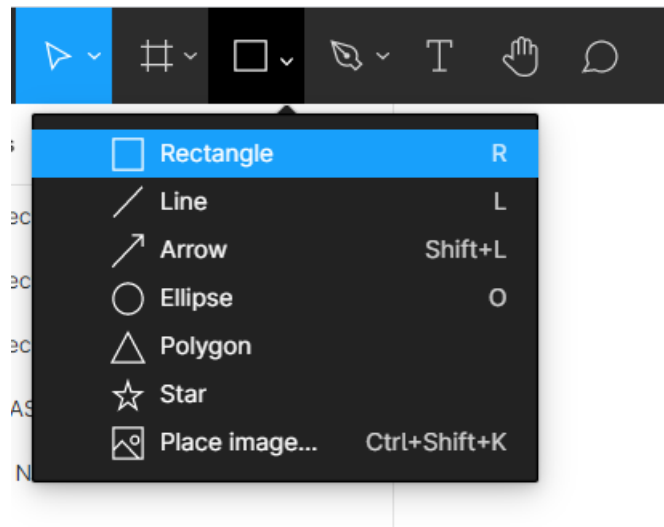 T
Rectangle R
Line L
Arrow Shift+L
Ellipse O
Polygon
Star
Place image... Ctrl+Shift+K